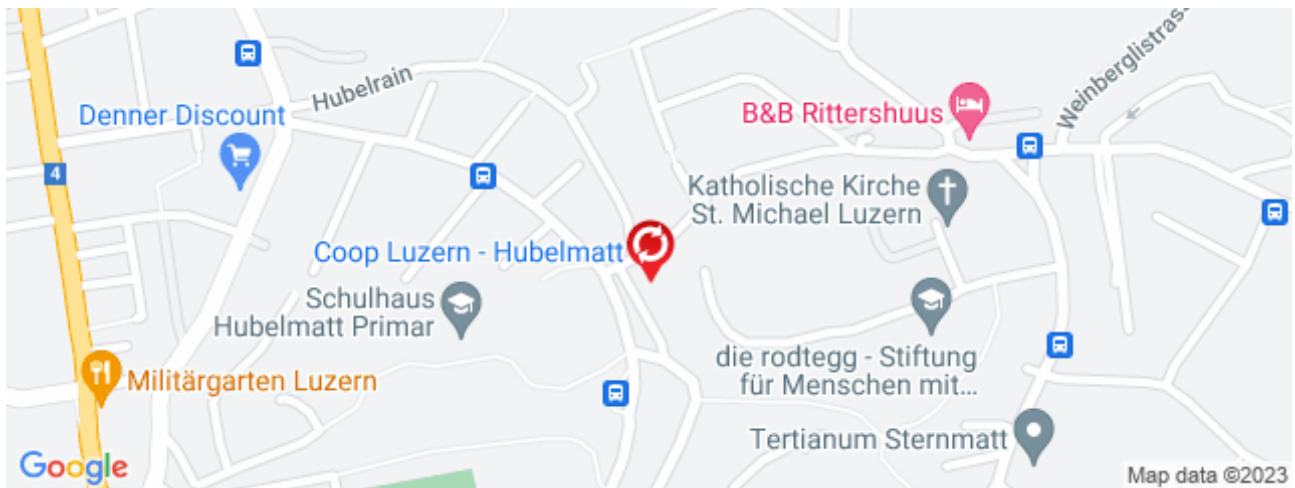 Weinberglistrass
Hubelrain
Denner Discount
B&B Rittershuus
4
Katholische Kirche
St. Michael Luzern
Coop Luzern - Hubelmatt
Schulhaus
Hubelmatt Primar
die rodtegg - Stiftung
für Menschen mit...
Militärgarten Luzern
Tertianum Sternmatt
Google
Map data ©2023